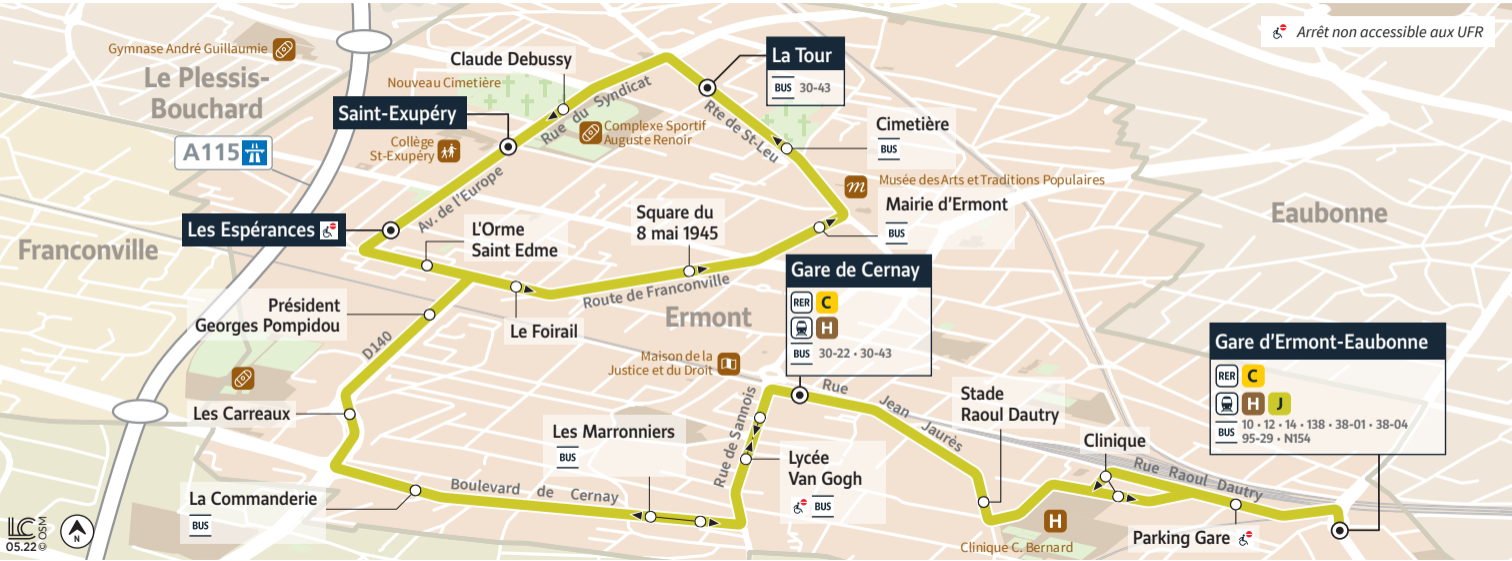 Gymnase André Guillaumie
Arrêt non accessible aux UFR
Le Plessis-
Bouchard
Claude Debussy
Nouveau Cimetière
La Tour
BUS 30-43
Saint-Exupéry
Rue du Syndicat
Rte de St-Leu
Complexe Sportif
Auguste Renoir
Collège
St-Exupéry
A115
Cimetière
BUS
Musée des Arts et Traditions Populaires
Mairie d'Ermont
BUS
Eaubonne
Av. de l'Europe
Les Espérances
Franconville
L'Orme
Saint Edme
Square du
8 mai 1945
Route de Franconville
Gare de Cernay
RER C
H
BUS 30-22 • 30-43
Président
Georges Pompidou
Le Foirail
Ermont
D140
Maison de la
Justice et du Droit
Gare d'Ermont-Eaubonne
RER C
H J
BUS 10 • 12 • 14 • 138 • 38-01 • 38-04
95-29 • N154
Rue Jean Jaurès
Stade
Raoul Dautry
Les Carreaux
Rue de Sannois
Les Marronniers
BUS
Lycée
Van Gogh
BUS
Clinique
Rue Raoul Dautry
La Commanderie
BUS
Boulevard de Cernay
H
Clinique C. Bernard
Parking Gare
LC
05.22 © OSM
N